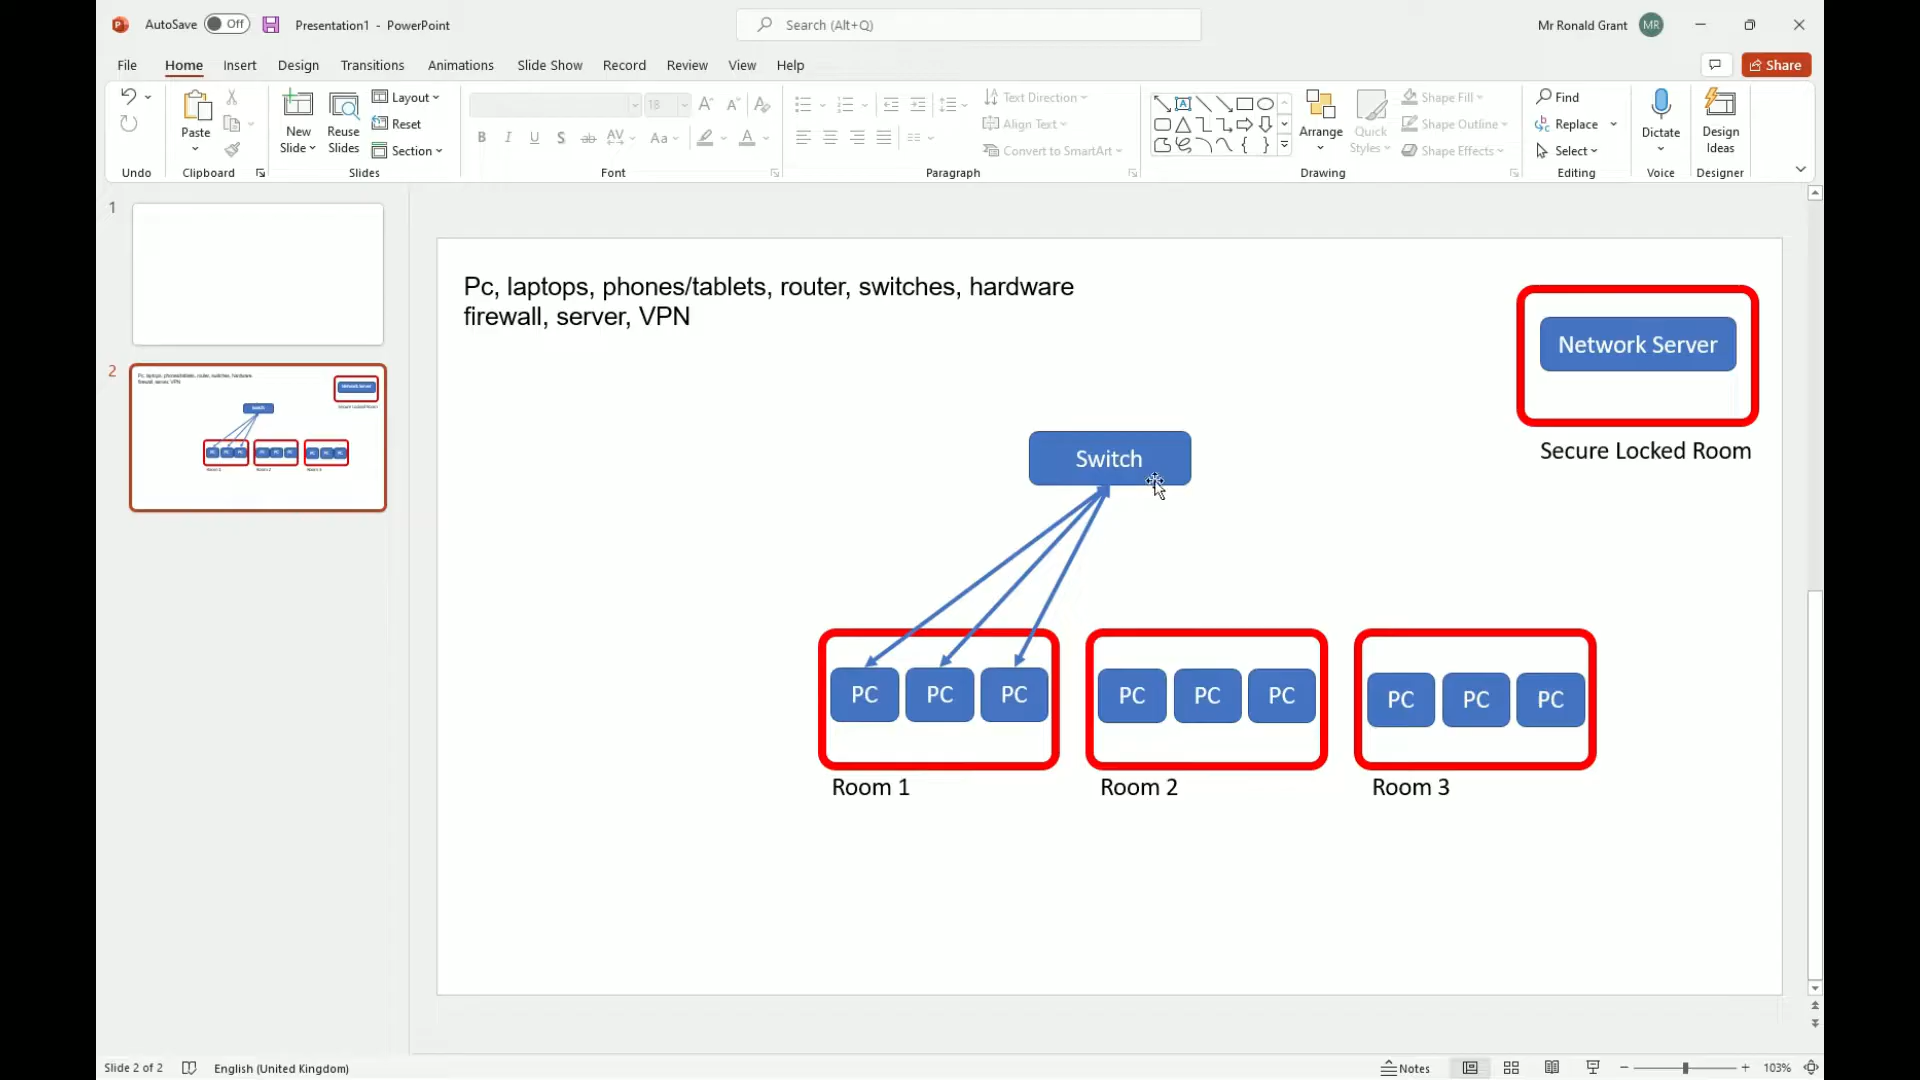 AutoSave Off Presentation1 - PowerPoint Search (Alt+Q) Mr Ronald Grant MR
File Home Insert Design Transitions Animations Slide Show Record Review View Help Share
Paste
New Slide
Reuse Slides
Layout
Reset
Section
18
B I U S ab AV Aa A
Text Direction
Align Text
Convert to SmartArt
Arrange
Quick Styles
Shape Fill
Shape Outline
Shape Effects
Find
Replace
Select
Dictate
Design Ideas
Undo Clipboard Slides Font Paragraph Drawing Editing Voice Designer
1
2
Pc, laptops, phones/tablets, router, switches, hardware
firewall, server, VPN
Network Server
Secure Locked Room
Switch
PC PC PC PC PC PC PC PC PC
Room 1 Room 2 Room 3
Slide 2 of 2 English (United Kingdom) Notes 103%